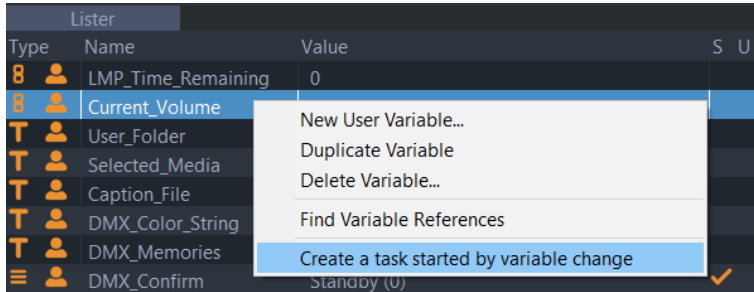 Lister
Type Name Value S U
LMP_Time_Remaining 0
Current_Volume
New User Variable...
User_Folder
Duplicate Variable
Selected_Media
Delete Variable...
Caption_File
DMX_Color_String
Find Variable References
DMX_Memories
Create a task started by variable change
DMX_Confirm Standby (0)